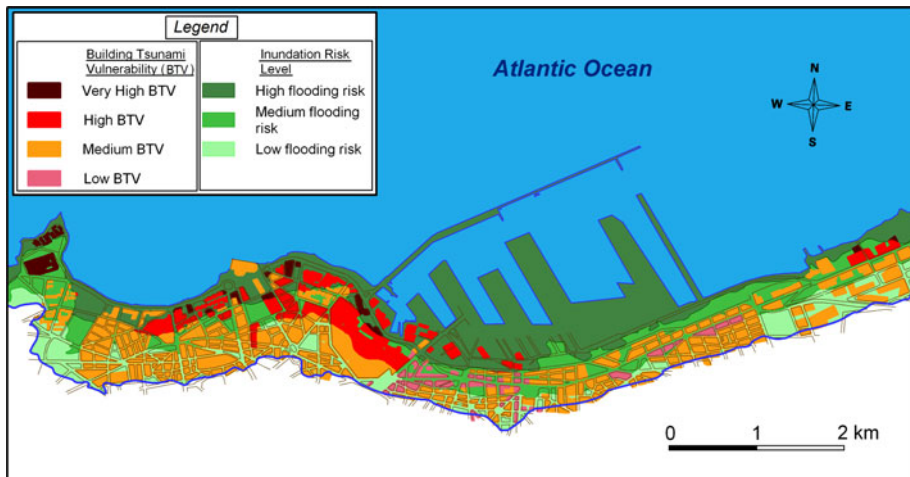 Legend
Building Tsunami
Vulnerability (BTV)
Very High BTV
High BTV
Medium BTV
Low BTV
Inundation Risk
Level
High flooding risk
Medium flooding
risk
Low flooding risk
Atlantic Ocean
N
W E
S
0 1 2 km